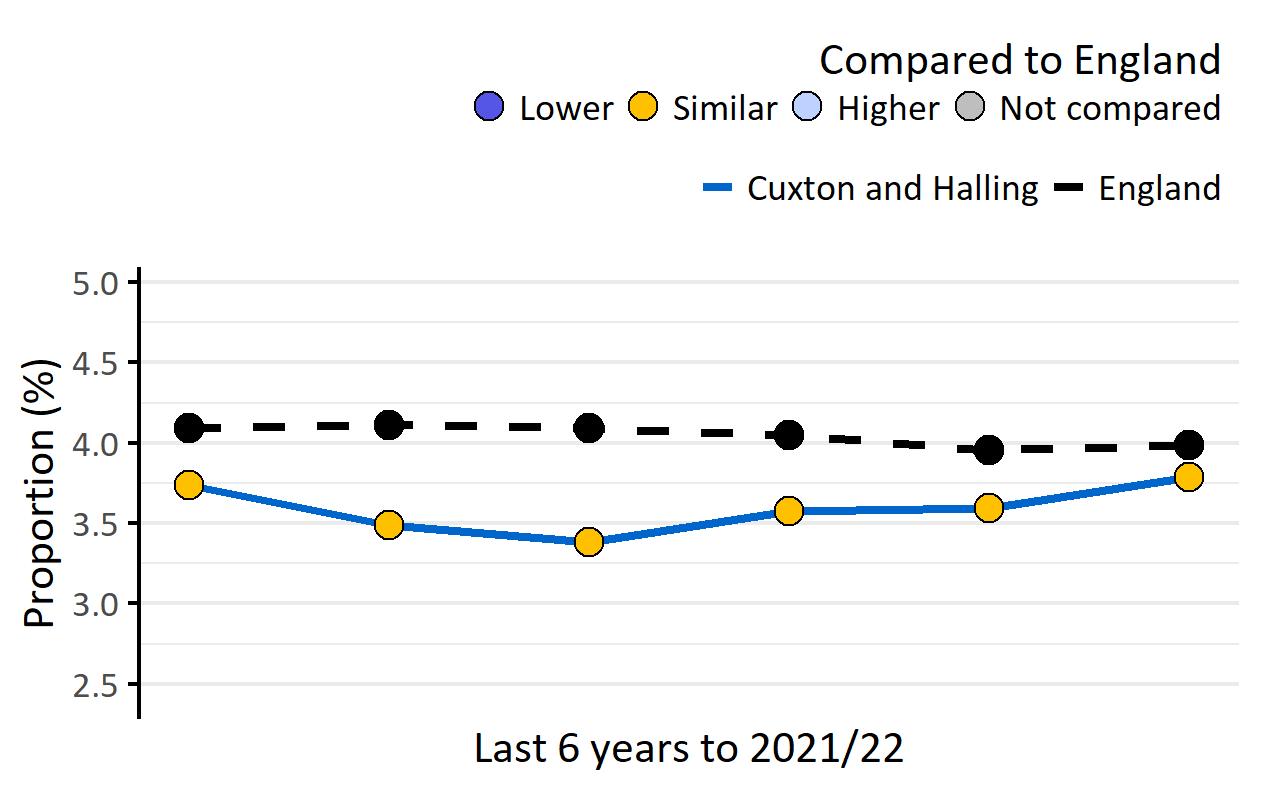 Compared to England
Lower Similar Higher Not compared
Cuxton and Halling England
5.0
4.5
4.0
3.5
3.0
2.5
Proportion (%)
Last 6 years to 2021/22